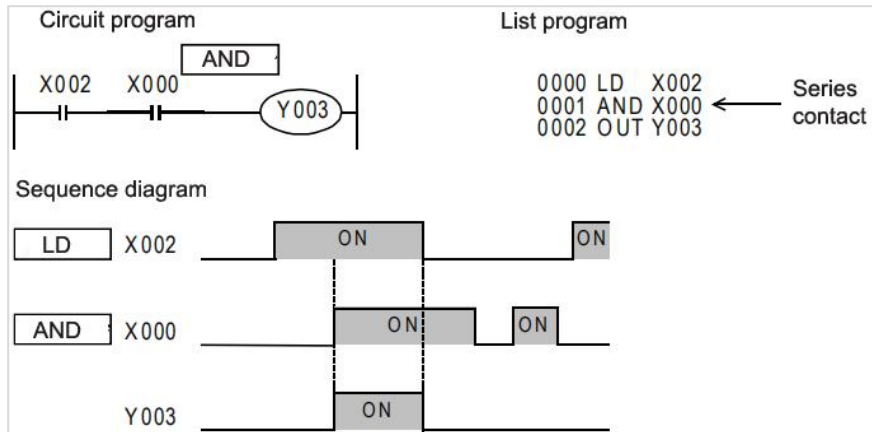 Circuit program
List program
AND
X002 X000
Y003
0000 LD X002
0001 AND X000
0002 OUT Y003
Series
contact
Sequence diagram
LD X002 ON ON
AND X000 ON ON
Y003 ON